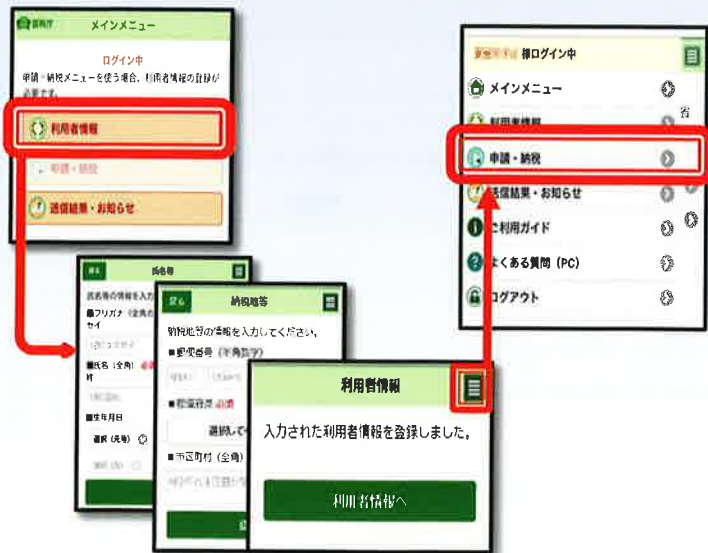 国税庁
メインメニュー
ログイン中
申請・納税メニューを使う場合、利用者情報の登録が
必要です。
利用者情報
申請・納税
送信結果・お知らせ
様ログイン中
メインメニュー
利用者情報
省
申請・納税
送信結果・お知らせ
ご利用ガイド
よくある質問（PC）
ログアウト
戻る
氏名等
氏名等の情報を入力
■フリガナ（全角カ
セイ
■氏名（全角）
■生年月日
選択（元号）
戻る
納税地等
納税地等の情報を入力してください。
■郵便番号（半角数字）
■都道府県 必須
選択して
■市区町村（全角）
利用者情報
入力された利用者情報を登録しました。
利用者情報へ